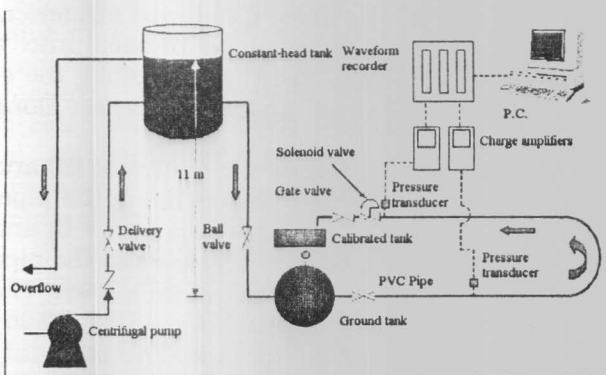 Constant-head tank
Waveform
recorder
P.C.
Charge amplifiers
Solenoid valve
Gate valve
Pressure
transducer
11 m
Delivery
valve
Ball
valve
Calibrated tank
Pressure
transducer
PVC Pipe
Overflow
Centrifugal pump
Ground tank